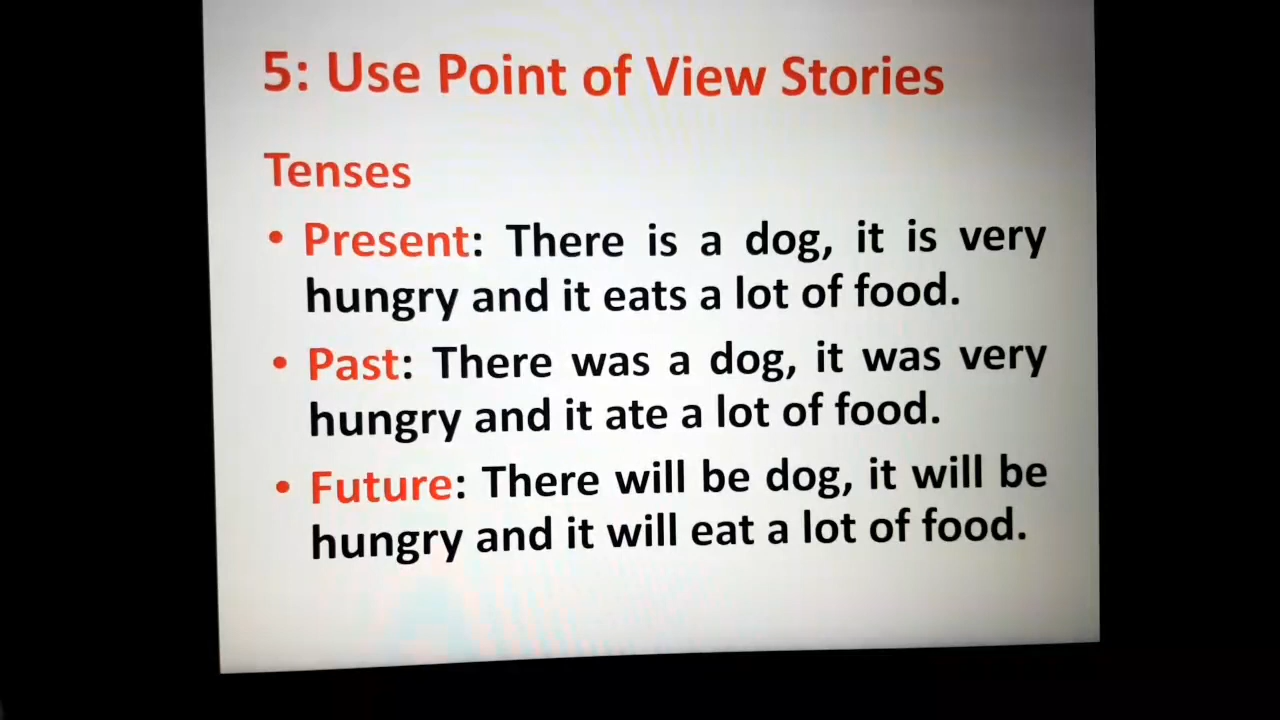 5: Use Point of View Stories
Tenses
• Present: There is a dog, it is very
hungry and it eats a lot of food.
• Past: There was a dog, it was very
hungry and it ate a lot of food.
• Future: There will be dog, it will be
hungry and it will eat a lot of food.